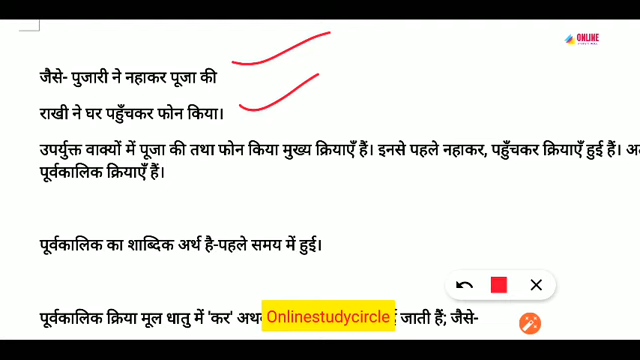 ONLINE
जैसे- पुजारी ने नहाकर पूजा की
राखी ने घर पहुँचकर फोन किया।
उपर्युक्त वाक्यों में पूजा की तथा फोन किया मुख्य क्रियाएँ हैं। इनसे पहले नहाकर, पहुँचकर क्रियाएँ हुई हैं।
पूर्वकालिक क्रियाएँ हैं।
पूर्वकालिक का शाब्दिक अर्थ है-पहले समय में हुई।
पूर्वकालिक क्रिया मूल धातु में 'कर' Onlinestudycircle जाती हैं; जैसे-